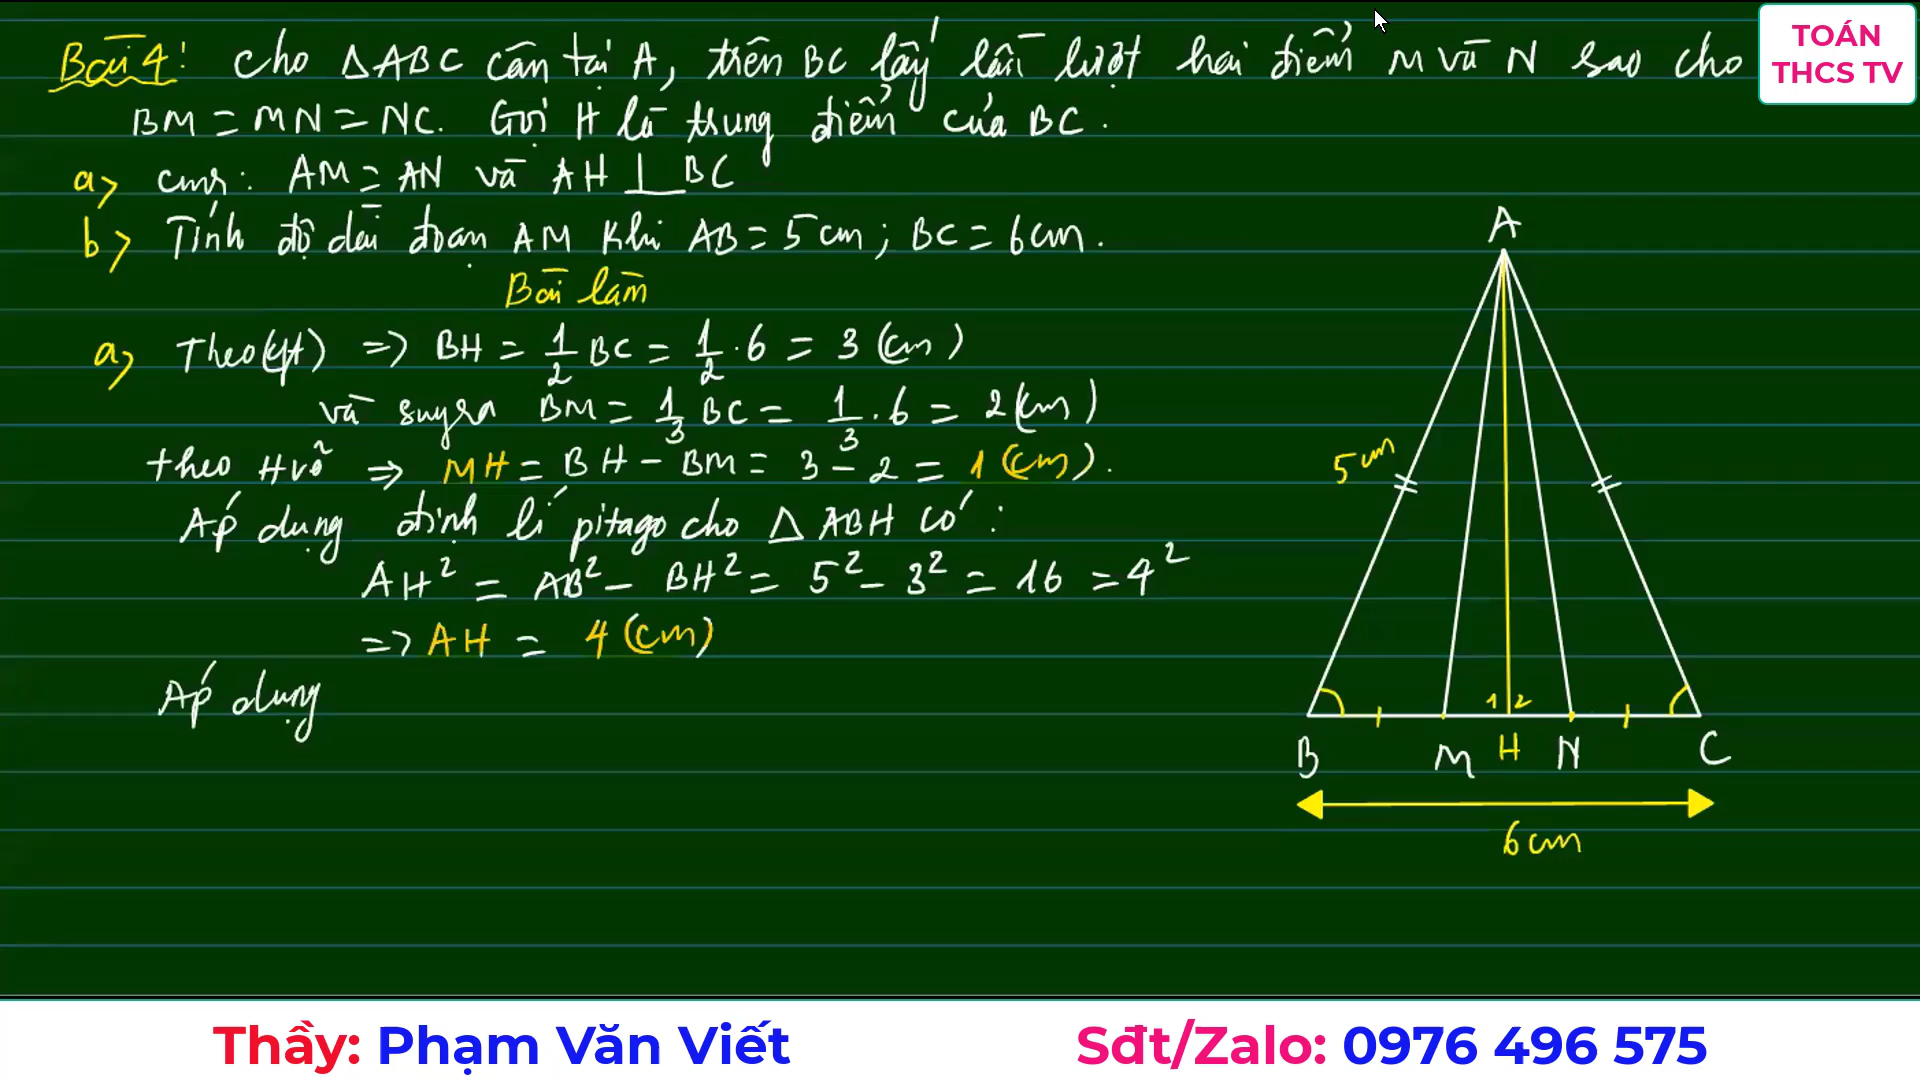 Bài 4: Cho ΔABC cân tại A, trên BC lấy lần lượt hai điểm M và N sao cho
BM = MN = NC. Gọi H là trung điểm của BC.
a> cmr: AM = AN và AH ⊥ BC
b> Tính độ dài đoạn AM khi AB = 5cm; BC = 6cm.
Bài làm
a> Theo (gt) => BH = 1/2 BC = 1/2 . 6 = 3 (cm)
và suy ra BM = 1/3 BC = 1/3 . 6 = 2 (cm)
theo H vẽ => MH = BH - BM = 3 - 2 = 1 (cm).
Áp dụng định lí pitago cho Δ ABH có:
AH² = AB² - BH² = 5² - 3² = 16 = 4²
=> AH = 4 (cm)
Áp dụng
A
5cm
1 2
B M H N C
6cm
TOÁN
THCS TV
Thầy: Phạm Văn Viết
Sđt/Zalo: 0976 496 575